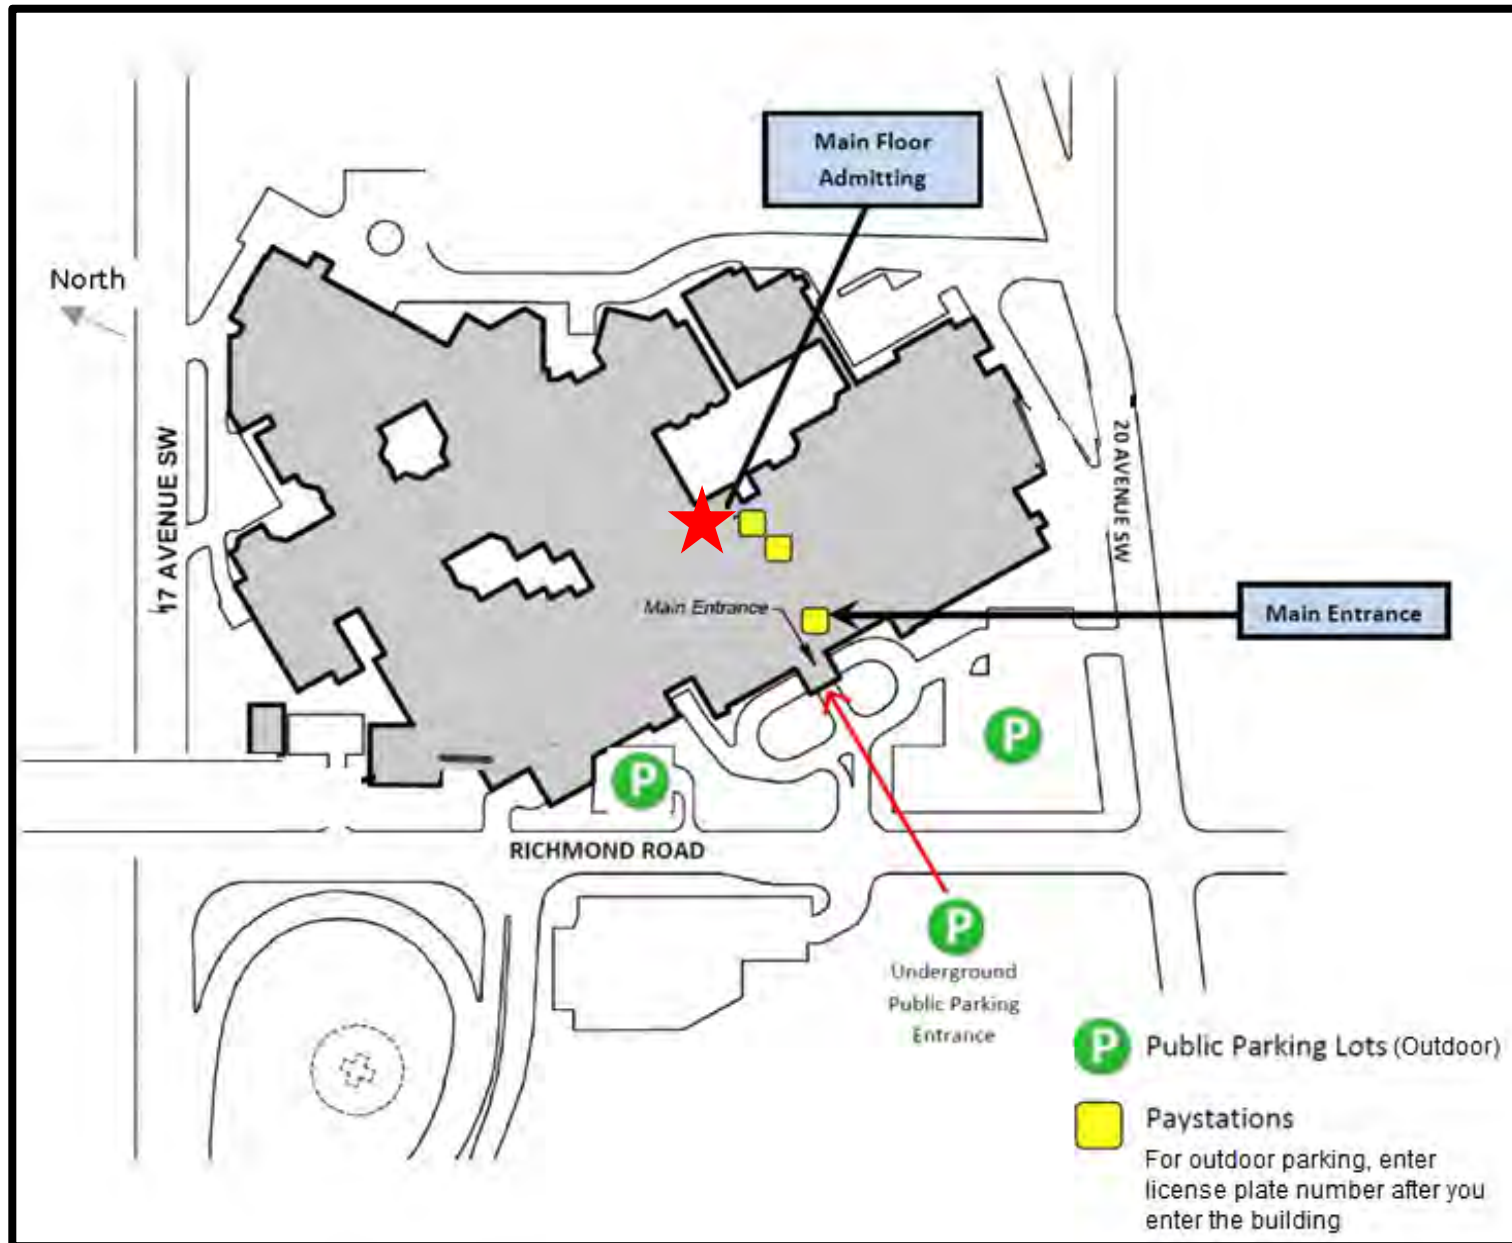 Main Floor
Admitting
North
17 AVENUE SW
20 AVENUE SW
Main Entrance
Main Entrance
P
P
RICHMOND ROAD
P
Underground
Public Parking
Entrance
P Public Parking Lots (Outdoor)
Paystations
For outdoor parking, enter
license plate number after you
enter the building